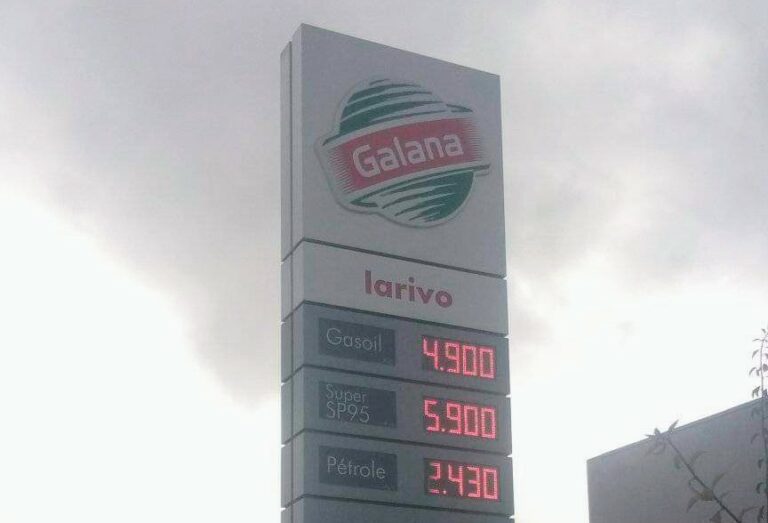 Galana
larivo
Gasoil 4.900
Super
SP95 5.900
Pétrole 2.430